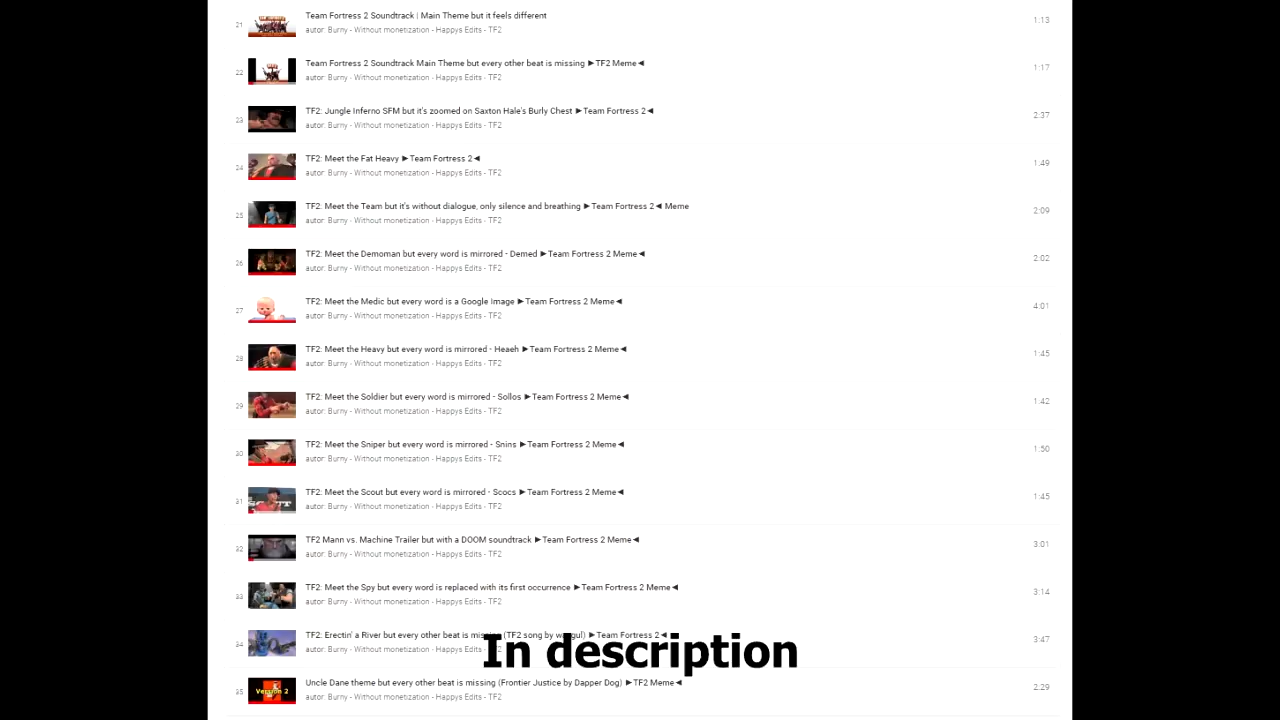 21
Team Fortress 2 Soundtrack | Main Theme but it feels different
1:13
autor: Burny - Without monetization - Happys Edits - TF2
22
Team Fortress 2 Soundtrack Main Theme but every other beat is missing ►TF2 Meme◄
1:17
autor: Burny - Without monetization - Happys Edits - TF2
23
TF2: Jungle Inferno SFM but it's zoomed on Saxton Hale's Burly Chest ►Team Fortress 2◄
2:37
autor: Burny - Without monetization - Happys Edits - TF2
24
TF2: Meet the Fat Heavy ►Team Fortress 2◄
1:49
autor: Burny - Without monetization - Happys Edits - TF2
25
TF2: Meet the Team but it's without dialogue, only silence and breathing ►Team Fortress 2◄ Meme
2:09
autor: Burny - Without monetization - Happys Edits - TF2
26
TF2: Meet the Demoman but every word is mirrored - Demed ►Team Fortress 2 Meme◄
2:02
autor: Burny - Without monetization - Happys Edits - TF2
27
TF2: Meet the Medic but every word is a Google Image ►Team Fortress 2 Meme◄
4:01
autor: Burny - Without monetization - Happys Edits - TF2
28
TF2: Meet the Heavy but every word is mirrored - Heaeh ►Team Fortress 2 Meme◄
1:45
autor: Burny - Without monetization - Happys Edits - TF2
29
TF2: Meet the Soldier but every word is mirrored - Sollos ►Team Fortress 2 Meme◄
1:42
autor: Burny - Without monetization - Happys Edits - TF2
30
TF2: Meet the Sniper but every word is mirrored - Snins ►Team Fortress 2 Meme◄
1:50
autor: Burny - Without monetization - Happys Edits - TF2
31
TF2: Meet the Scout but every word is mirrored - Scocs ►Team Fortress 2 Meme◄
1:45
autor: Burny - Without monetization - Happys Edits - TF2
32
TF2 Mann vs. Machine Trailer but with a DOOM soundtrack ►Team Fortress 2 Meme◄
3:01
autor: Burny - Without monetization - Happys Edits - TF2
33
TF2: Meet the Spy but every word is replaced with its first occurrence ►Team Fortress 2 Meme◄
3:14
autor: Burny - Without monetization - Happys Edits - TF2
34
TF2: Erectin' a River but every other beat is (TF2 song by ►Team Fortress 2◄
3:47
autor: Burny - Without monetization - Happys Edits - TF2
In description
35
Version 2
Uncle Dane theme but every other beat is missing (Frontier Justice by Dapper Dog) ►TF2 Meme◄
2:29
autor: Burny - Without monetization - Happys Edits - TF2